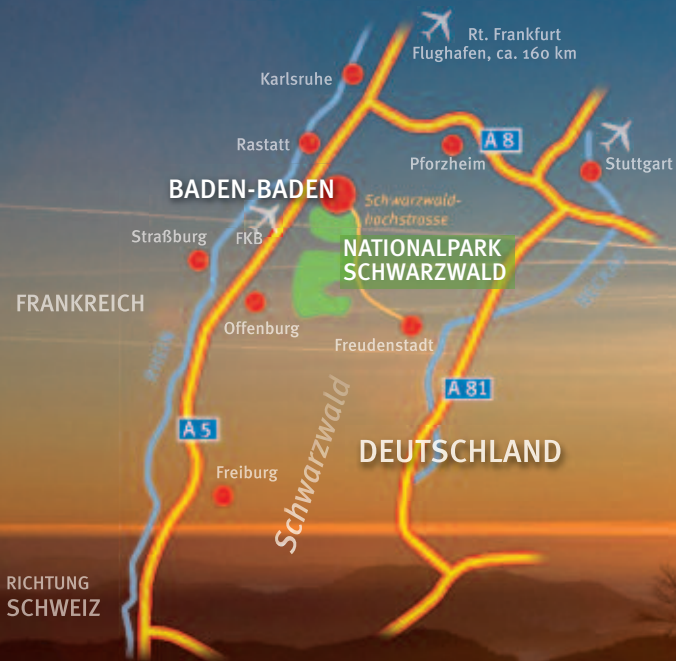 Rt. Frankfurt
Flughafen, ca. 160 km
Karlsruhe
Rastatt
A 8
Pforzheim
Stuttgart
BADEN-BADEN
Schwarzwald-
hochstrasse
Straßburg
FKB
NATIONALPARK
SCHWARZWALD
FRANKREICH
Offenburg
Freudenstadt
A 81
Schwarzwald
A 5
DEUTSCHLAND
Freiburg
RICHTUNG
SCHWEIZ